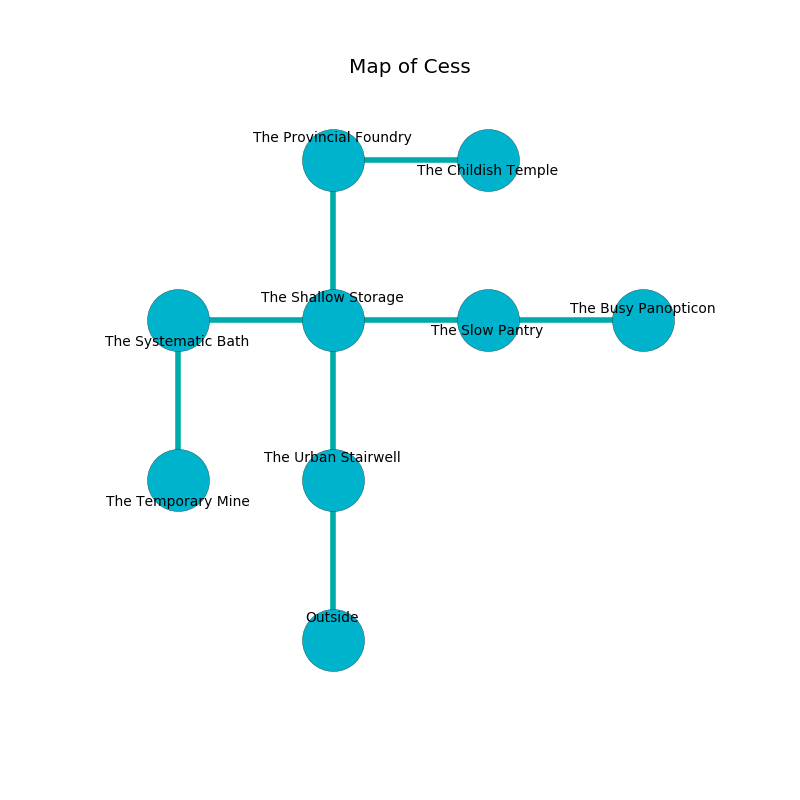 Map of Cess
The Provincial Foundry
The Childish Temple
The Shallow Storage
The Busy Panopticon
The Slow Pantry
The Systematic Bath
The Urban Stairwell
The Temporary Mine
Outside